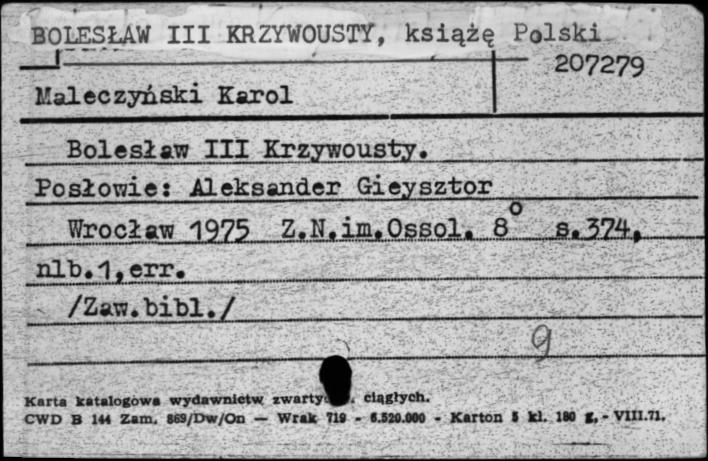 BOLESŁAW III KRZYWOUSTY, książę Polski
207279
Maleczyński Karol
Bolesław III Krzywousty.
Posłowie: Aleksander Gieysztor
Wrocław 1975 Z.N.im.Ossol. 8° s.374,
nlb.1,err.
/Zaw.bibl./
9
Karta katalogowa wydawnictw ciągłych.
CWD B 144 Zam. 869/Dw/On — Wrak 719 - 6.520.000 - Karton 5 kl. 180 g. - VIII.71.